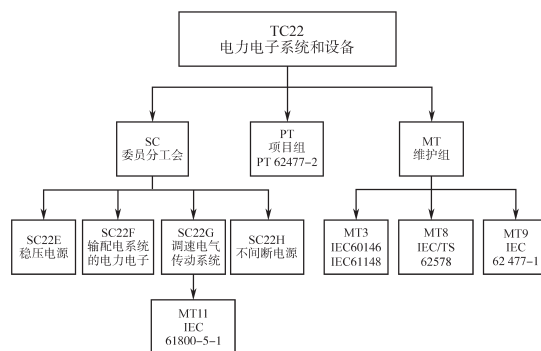 TC22
电力电子系统和设备
SC
委员分工会
PT
项目组
PT 62477-2
MT
维护组
SC22E
稳压电源
SC22F
输配电系统
的电力电子
SC22G
调速电气
传动系统
SC22H
不间断电源
MT3
IEC60146
IEC61148
MT8
IEC/TS
62578
MT9
IEC
62 477-1
MT11
IEC
61800-5-1